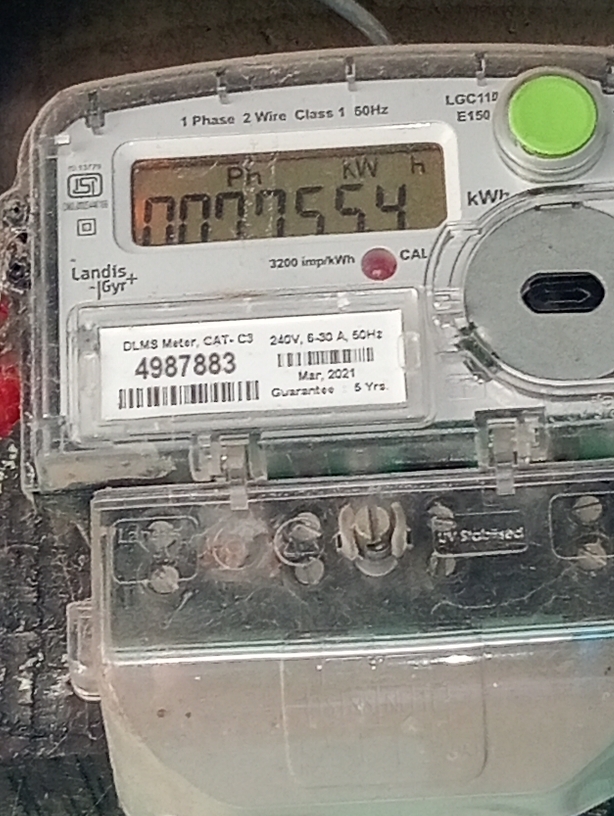 1 Phase 2 Wire Class 1 50Hz
LGC110
E150
Ph kW h
0077554
kWh
3200 imp/kWh CAL
Landis+
Gyr+
DLMS Meter, CAT- C3 240V, 6-30 A, 50Hz
4987883
Mar, 2021
Guarantee : 5 Yrs.
UV Stabilised